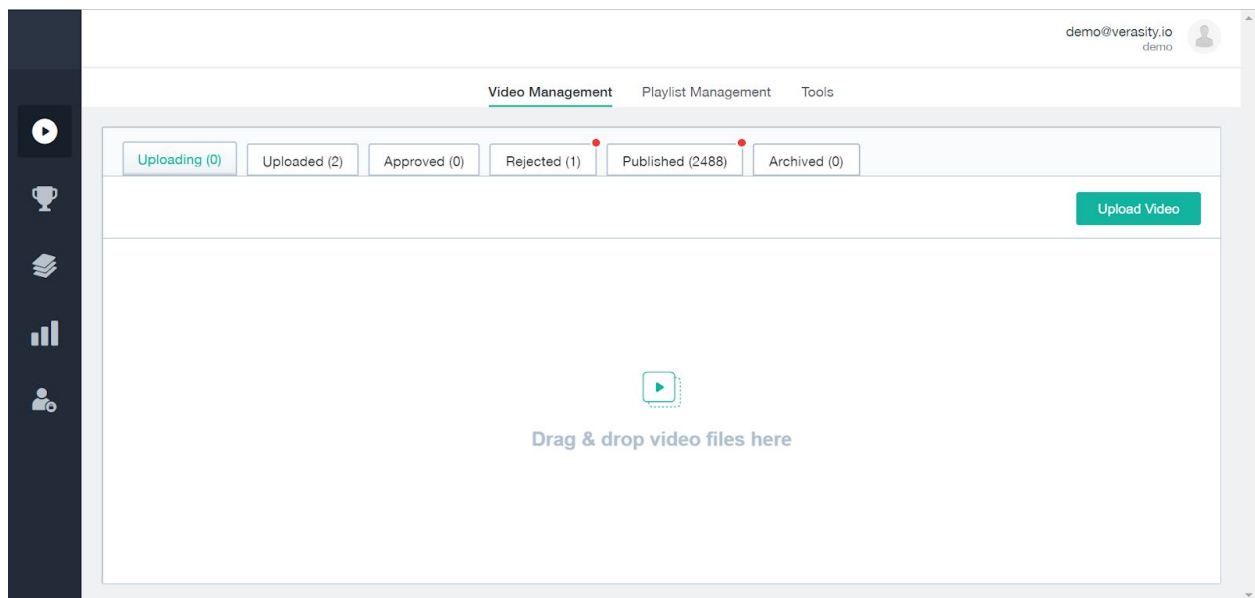 demo@verasity.io
demo
Video Management Playlist Management Tools
Uploading (0) Uploaded (2) Approved (0) Rejected (1) Published (2488) Archived (0)
Upload Video
Drag & drop video files here